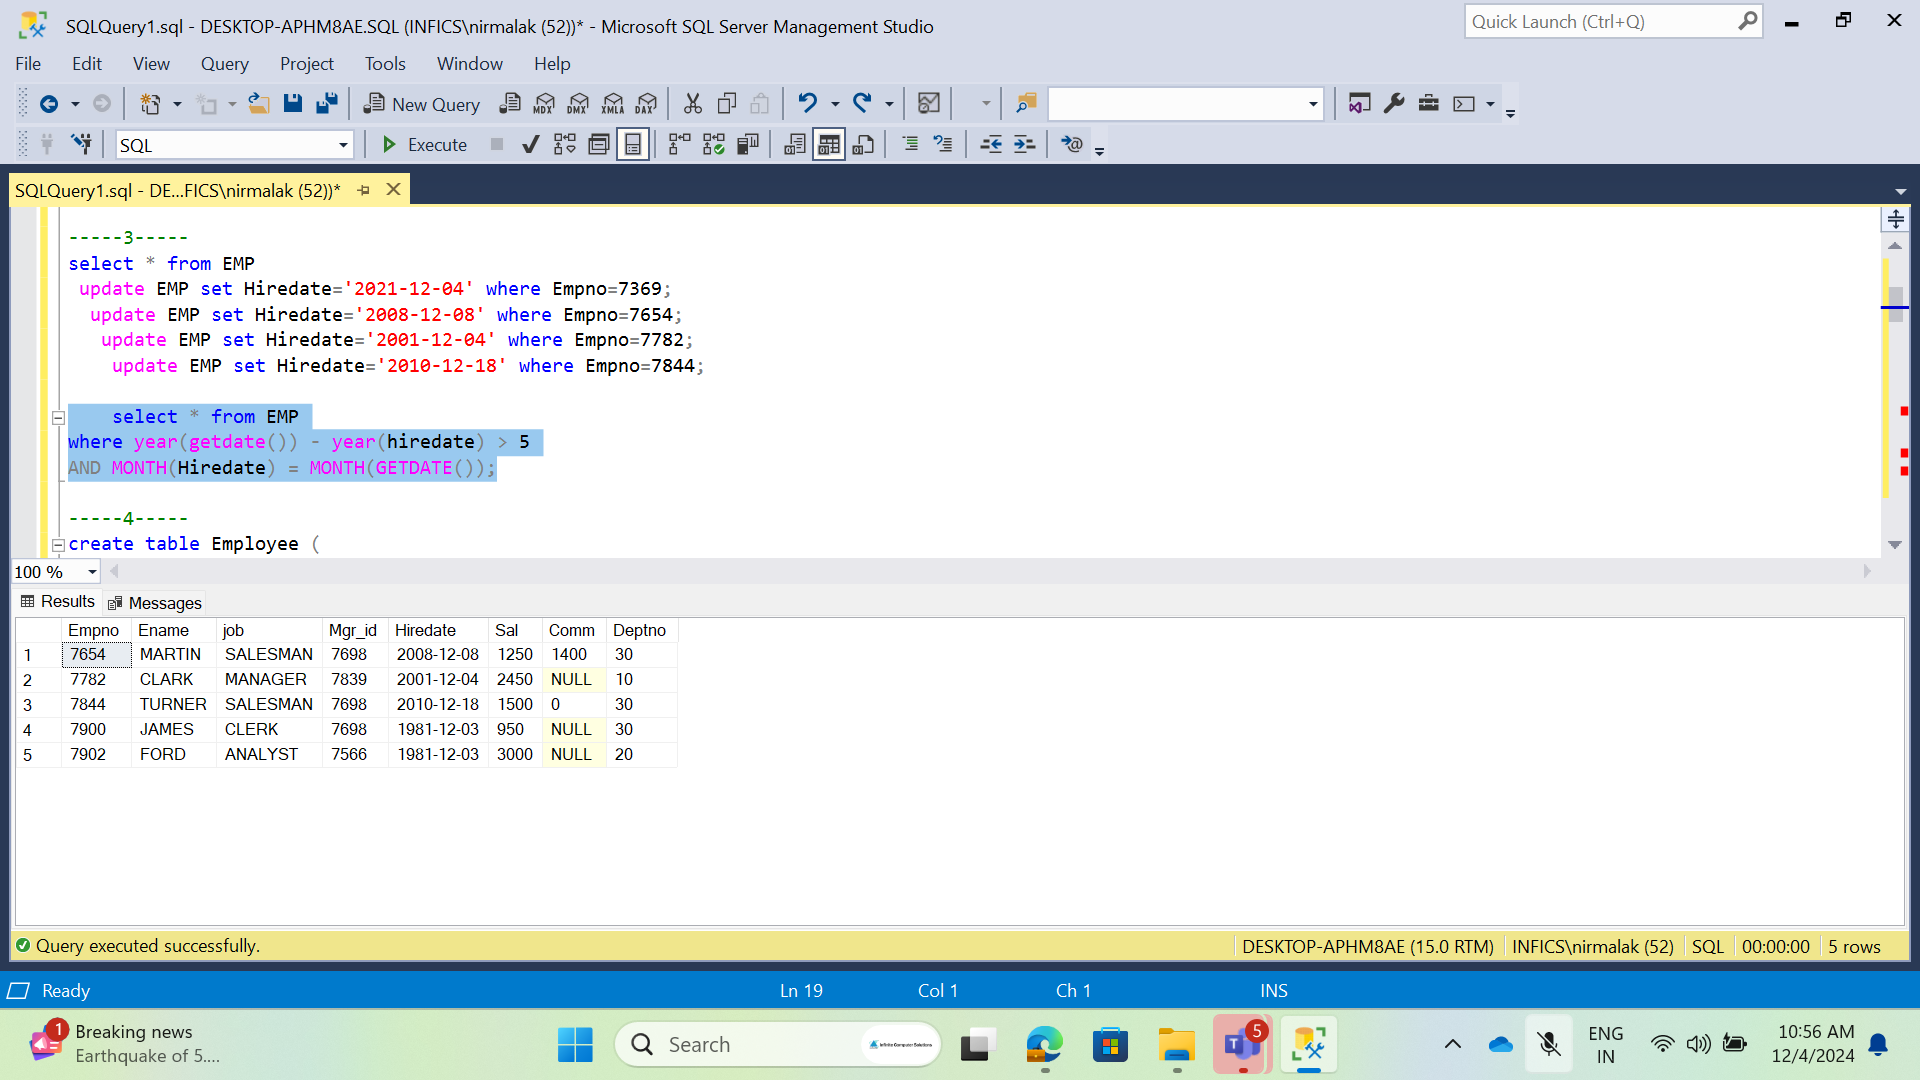 SQLQuery1.sql - DESKTOP-APHM8AE.SQL (INFICS\nirmalak (52))* - Microsoft SQL Server Management Studio
Quick Launch (Ctrl+Q)
File Edit View Query Project Tools Window Help
New Query MDX DMX XMLA DAX
SQL Execute
SQLQuery1.sql - DE...FICS\nirmalak (52))*
-----3-----
select * from EMP
update EMP set Hiredate='2021-12-04' where Empno=7369;
update EMP set Hiredate='2008-12-08' where Empno=7654;
update EMP set Hiredate='2001-12-04' where Empno=7782;
update EMP set Hiredate='2010-12-18' where Empno=7844;
select * from EMP
where year(getdate()) - year(hiredate) > 5
AND MONTH(Hiredate) = MONTH(GETDATE());
-----4-----
create table Employee (
100 %
Results Messages
Empno Ename job Mgr_id Hiredate Sal Comm Deptno
1 7654 MARTIN SALESMAN 7698 2008-12-08 1250 1400 30
2 7782 CLARK MANAGER 7839 2001-12-04 2450 NULL 10
3 7844 TURNER SALESMAN 7698 2010-12-18 1500 0 30
4 7900 JAMES CLERK 7698 1981-12-03 950 NULL 30
5 7902 FORD ANALYST 7566 1981-12-03 3000 NULL 20
Query executed successfully. DESKTOP-APHM8AE (15.0 RTM) INFICS\nirmalak (52) SQL 00:00:00 5 rows
Ready Ln 19 Col 1 Ch 1 INS
1 Breaking news
Earthquake of 5....
Search
Infinite Computer Solutions
T 5
ENG
IN
10:56 AM
12/4/2024